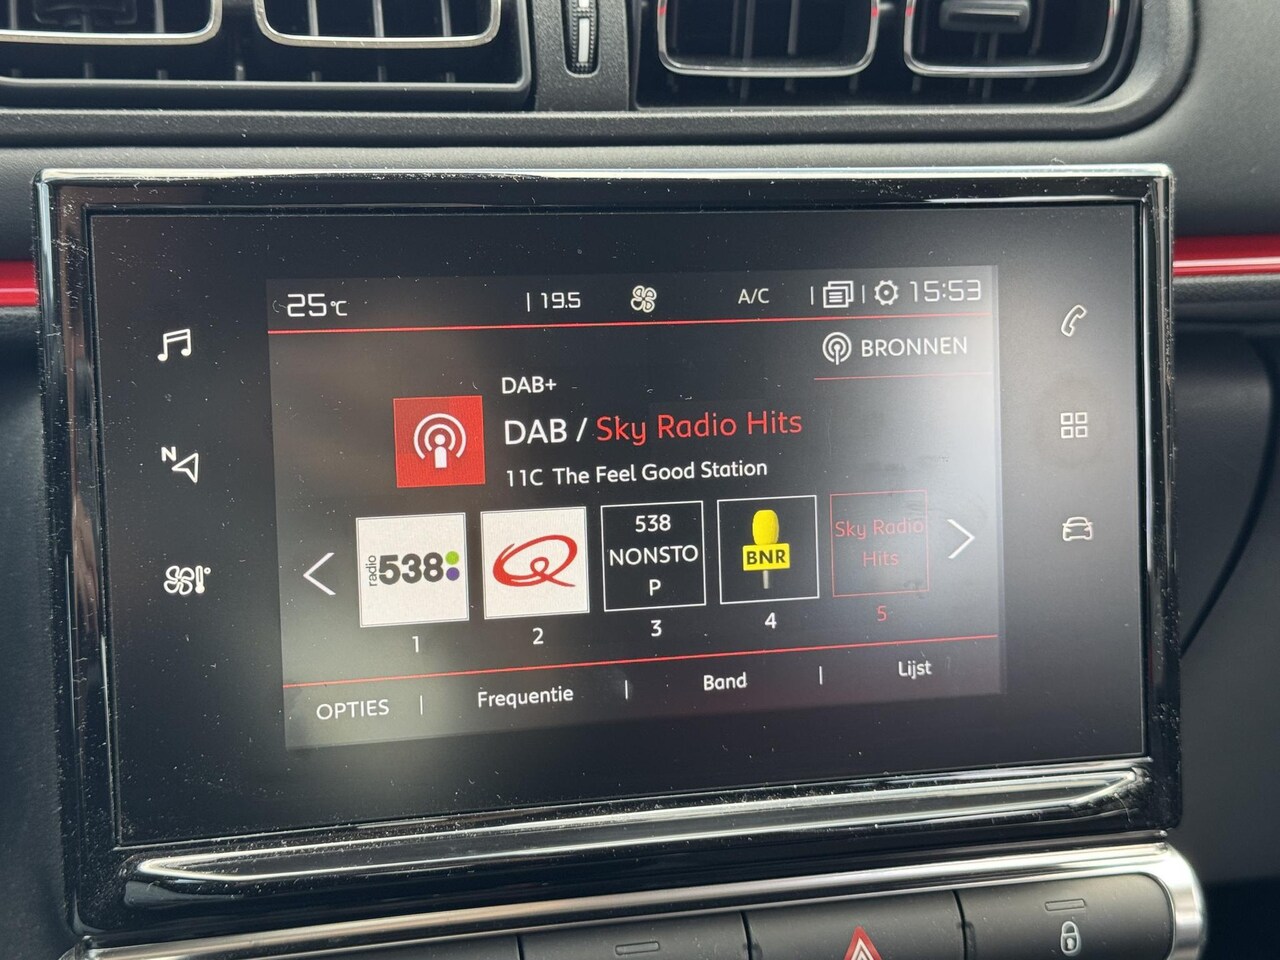 25°C | 19.5 A/C | | 15:53
BRONNEN
DAB+
DAB / Sky Radio Hits
11C The Feel Good Station
radio 538
Q
538
NONSTO
P
BNR
Sky Radio
Hits
1 2 3 4 5
OPTIES | Frequentie | Band | Lijst
N